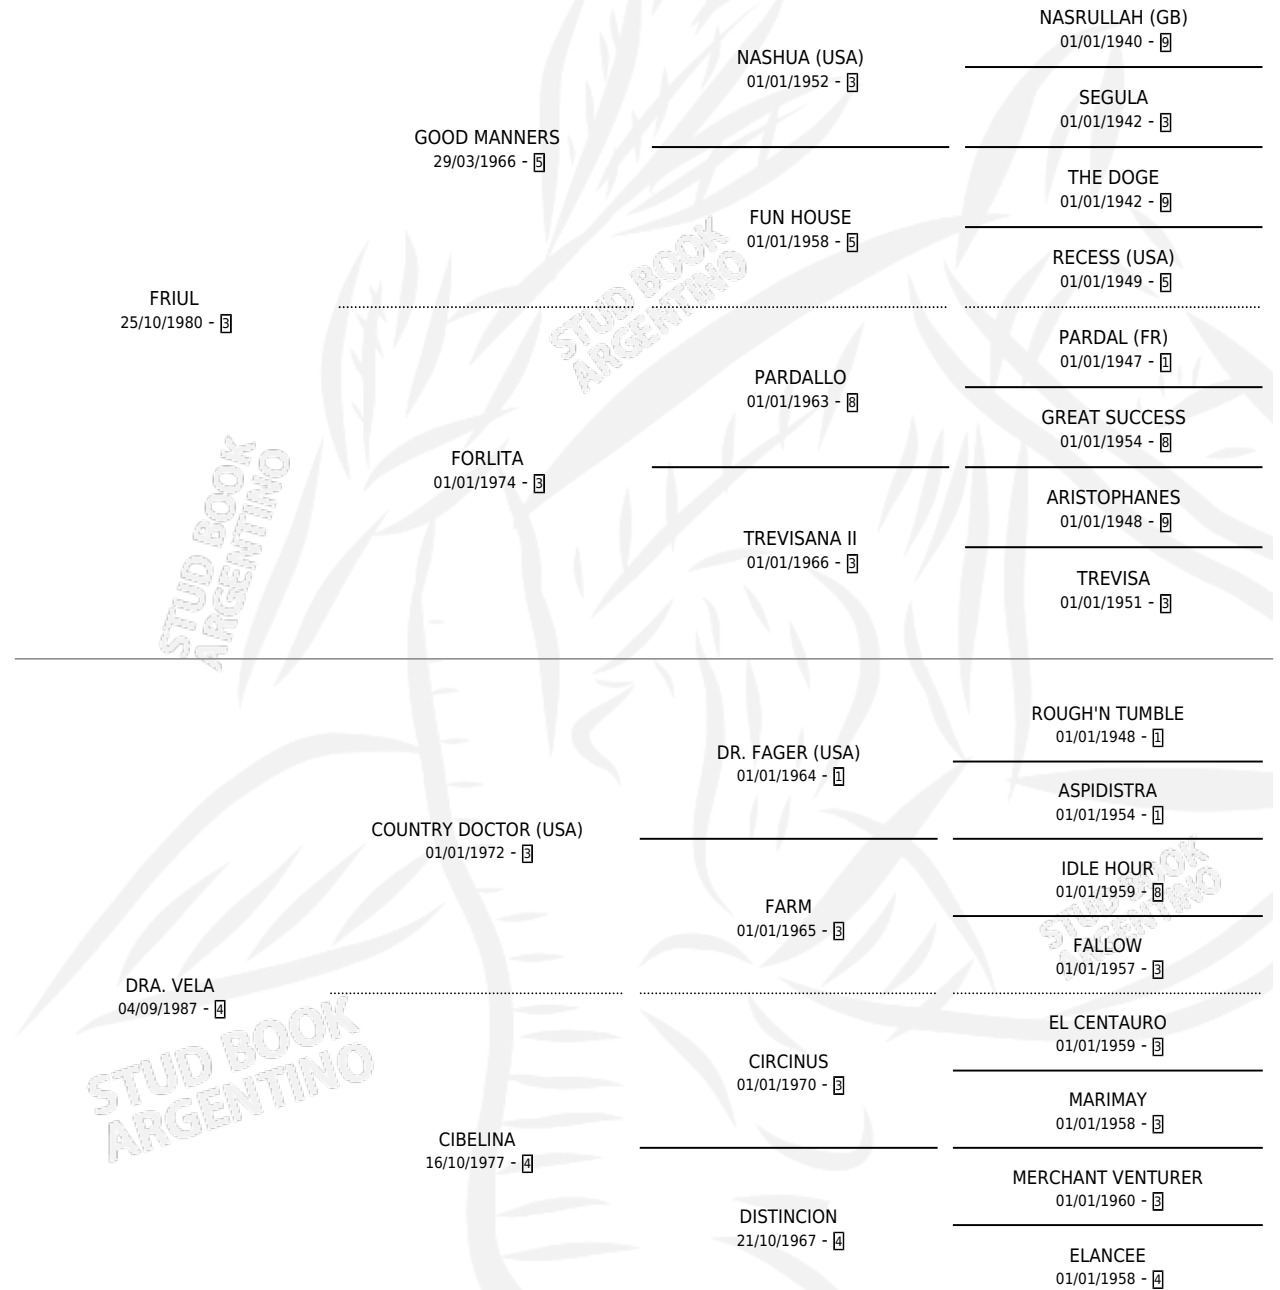 NASRULLAH (GB)
01/01/1940 - 9
NASHUA (USA)
01/01/1952 - 3
SEGULA
01/01/1942 - 3
GOOD MANNERS
29/03/1966 - 5
THE DOGE
01/01/1942 - 9
FUN HOUSE
01/01/1958 - 5
RECESS (USA)
01/01/1949 - 5
FRIUL
25/10/1980 - 3
PARDAL (FR)
01/01/1947 - 1
PARDALLO
01/01/1963 - 8
GREAT SUCCESS
01/01/1954 - 8
FORLITA
01/01/1974 - 3
ARISTOPHANES
01/01/1948 - 9
TREVISANA II
01/01/1966 - 3
TREVISA
01/01/1951 - 3
STUD BOOK
ARGENTINO
STUD BOOK
ARGENTINO
ROUGH'N TUMBLE
01/01/1948 - 1
DR. FAGER (USA)
01/01/1964 - 1
ASPIDISTRA
01/01/1954 - 1
COUNTRY DOCTOR (USA)
01/01/1972 - 3
IDLE HOUR
01/01/1959 - 8
FARM
01/01/1965 - 3
FALLOW
01/01/1957 - 3
DRA. VELA
04/09/1987 - 4
EL CENTAURO
01/01/1959 - 3
CIRCINUS
01/01/1970 - 3
MARIMAY
01/01/1958 - 3
CIBELINA
16/10/1977 - 4
MERCHANT VENTURER
01/01/1960 - 3
DISTINCION
21/10/1967 - 4
ELANCEE
01/01/1958 - 4
STUD BOOK
ARGENTINO
STUD BOOK
ARGENTINO